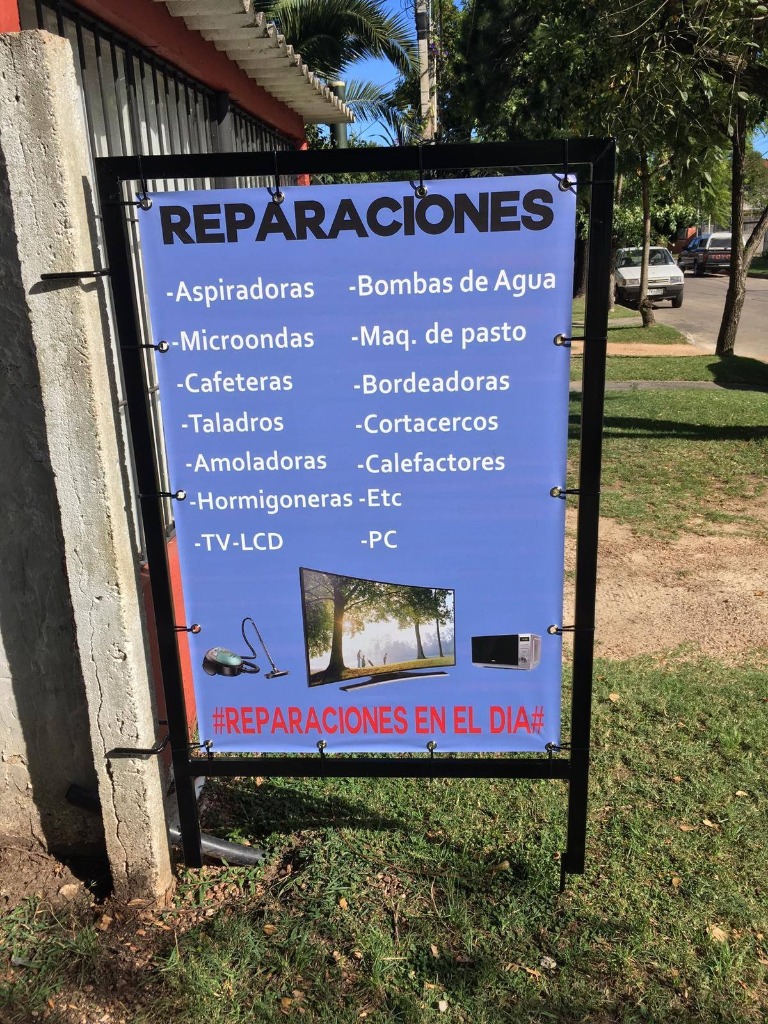 REPARACIONES
-Aspiradoras -Bombas de Agua
-Microondas -Maq. de pasto
-Cafeteras -Bordeadoras
-Taladros -Cortacercos
-Amoladoras -Calefactores
-Hormigoneras -Etc
-TV-LCD -PC
#REPARACIONES EN EL DIA#